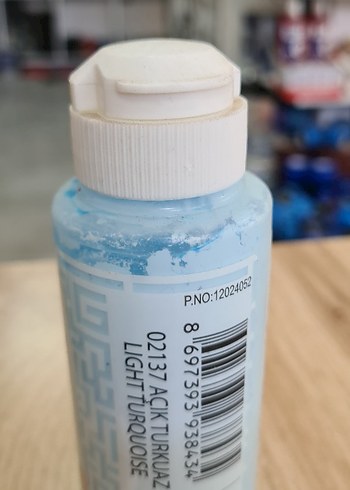 P.NO:12024052
8 697393 938434
02137 AÇIK TURKUAZ
LIGHT TURQUOISE